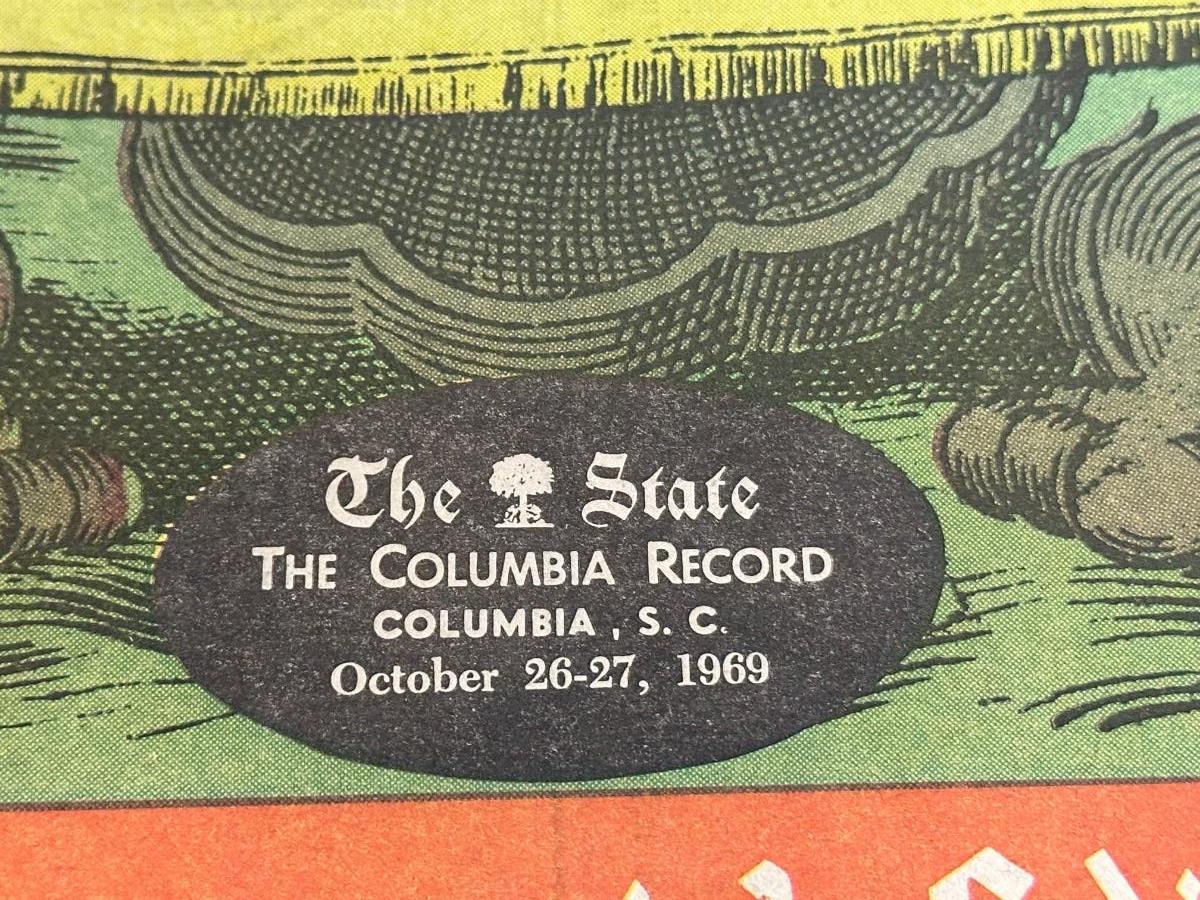 The State
THE COLUMBIA RECORD
COLUMBIA, S. C.
October 26-27, 1969